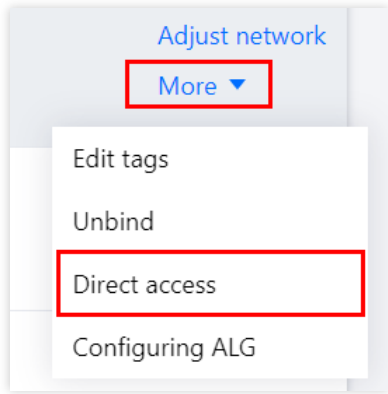 Adjust network
More
Edit tags
Unbind
Direct access
Configuring ALG